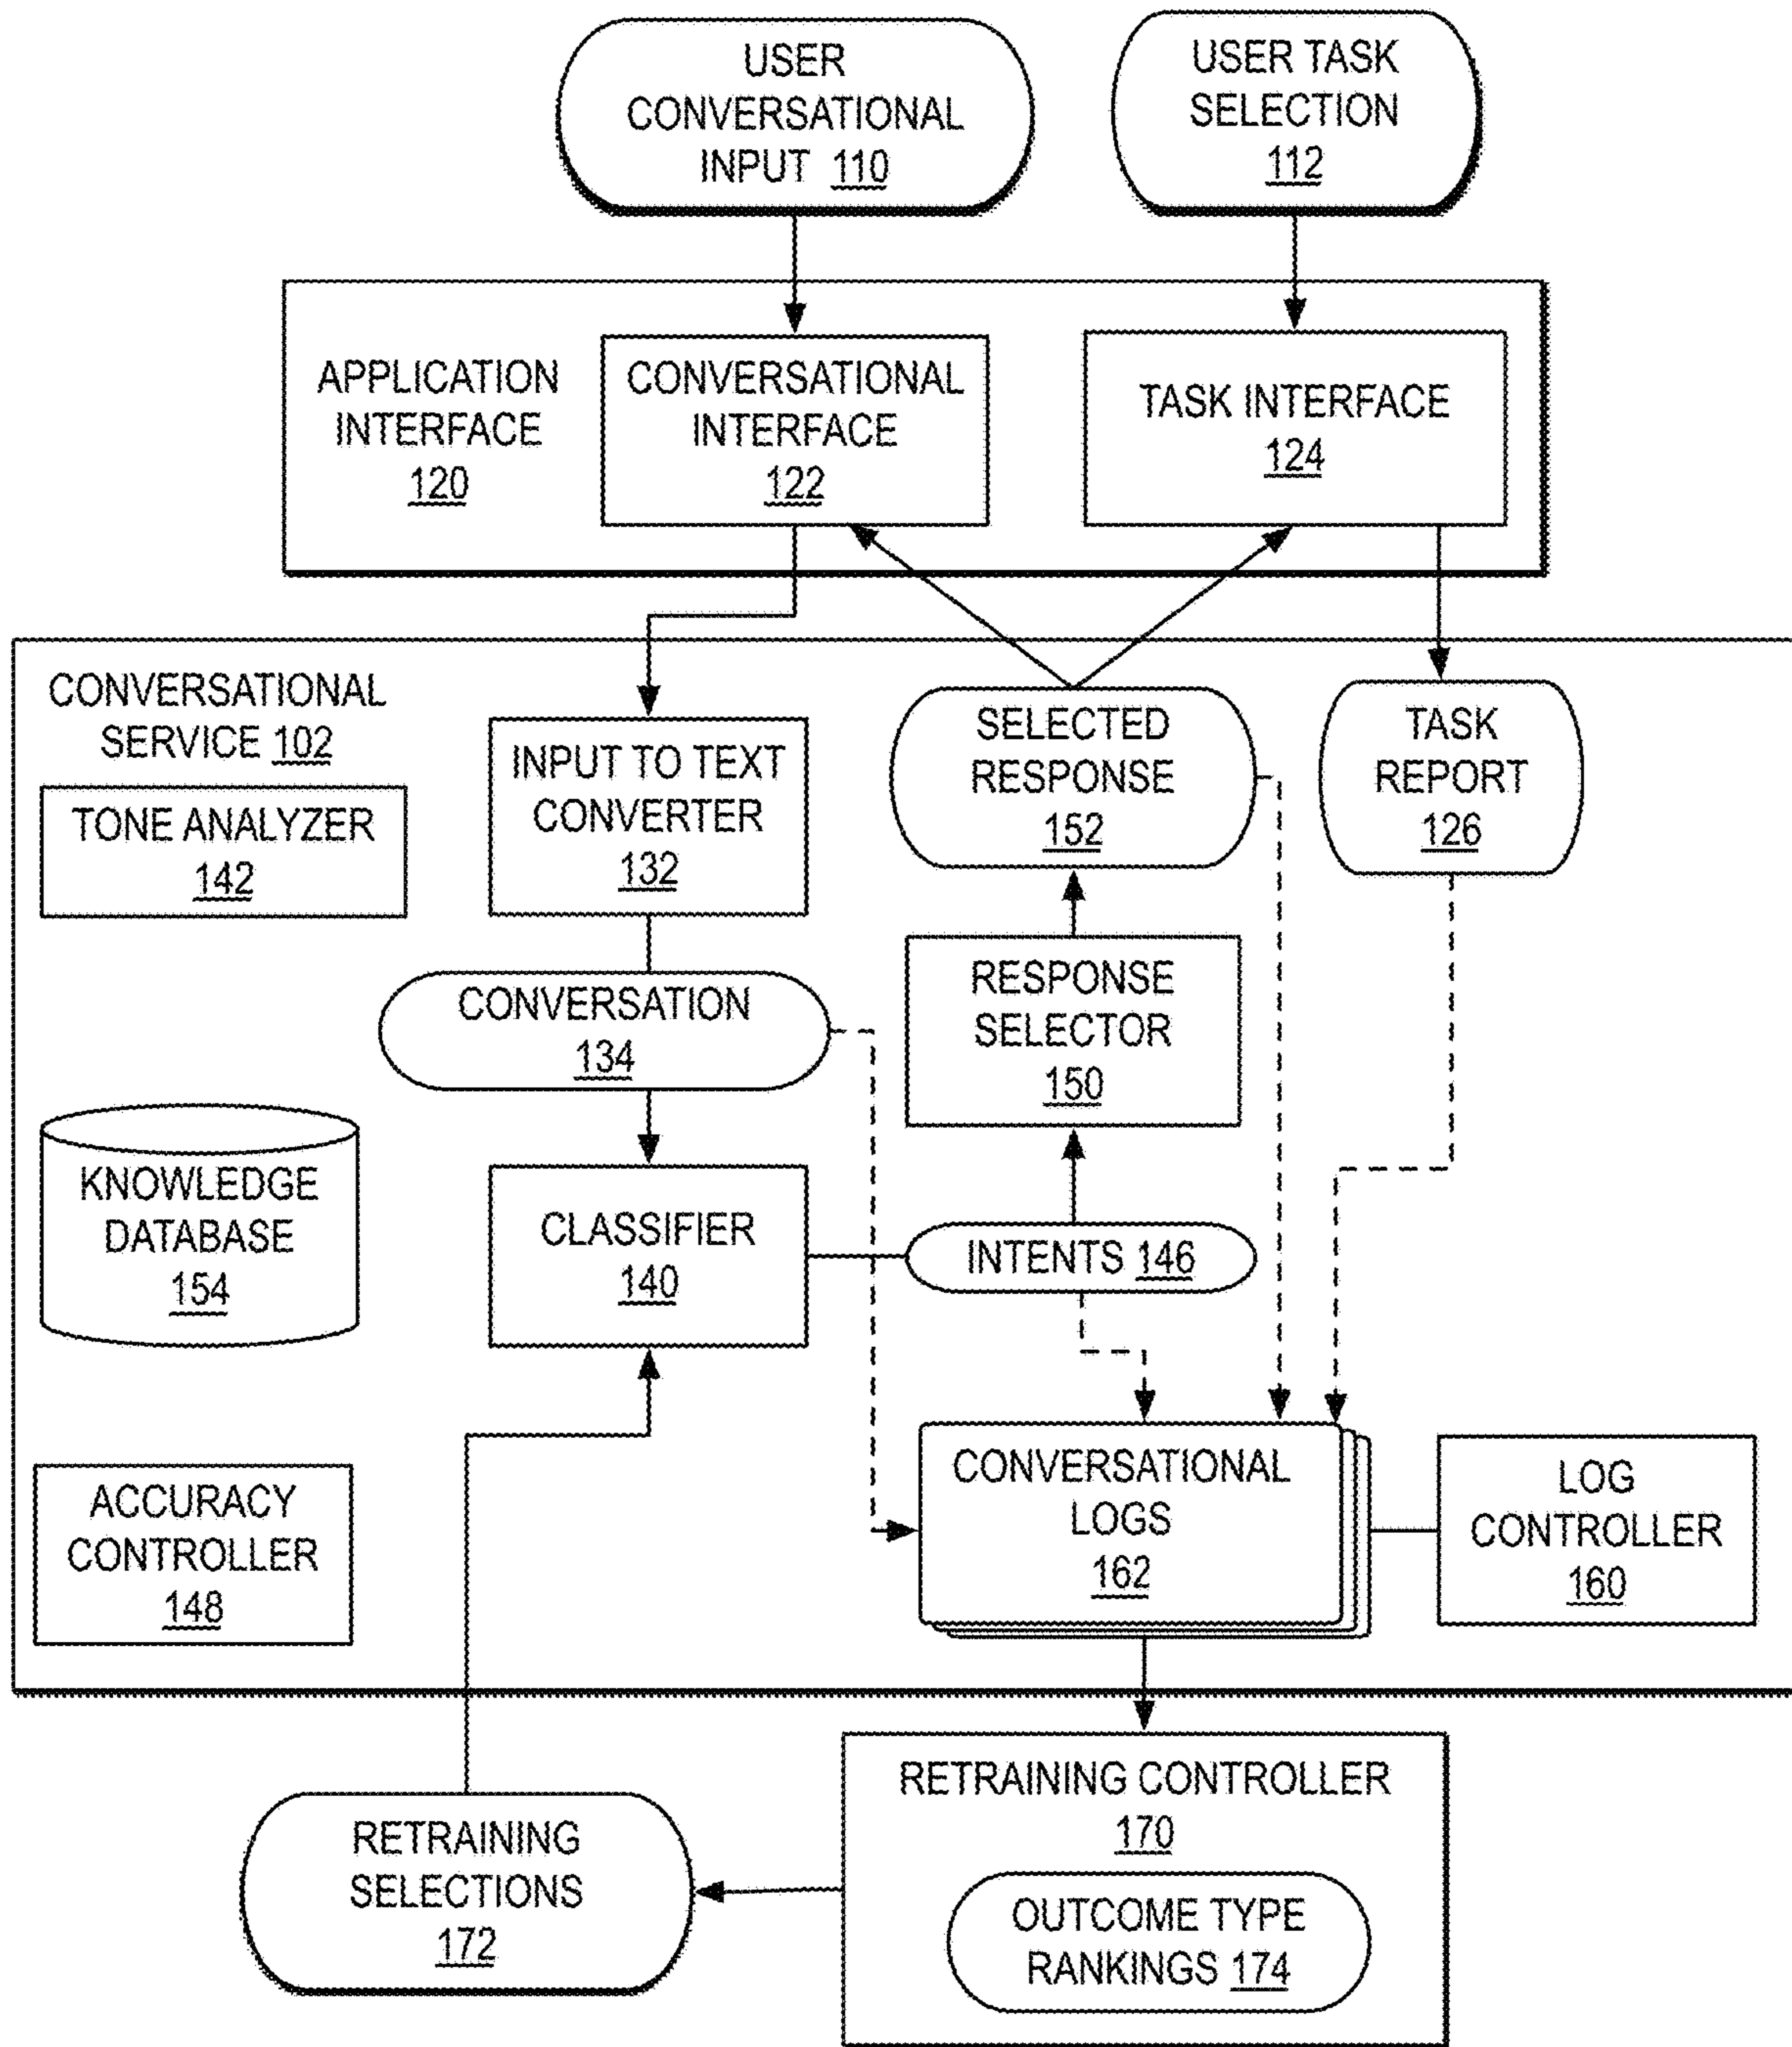 USER
CONVERSATIONAL
INPUT 110
USER TASK
SELECTION
112
APPLICATION
INTERFACE
120
CONVERSATIONAL
INTERFACE
122
TASK INTERFACE
124
CONVERSATIONAL
SERVICE 102
TONE ANALYZER
142
INPUT TO TEXT
CONVERTER
132
SELECTED
RESPONSE
152
TASK
REPORT
126
CONVERSATION
134
RESPONSE
SELECTOR
150
KNOWLEDGE
DATABASE
154
CLASSIFIER
140
INTENTS 146
ACCURACY
CONTROLLER
148
CONVERSATIONAL
LOGS
162
LOG
CONTROLLER
160
RETRAINING
SELECTIONS
172
RETRAINING CONTROLLER
170
OUTCOME TYPE
RANKINGS 174